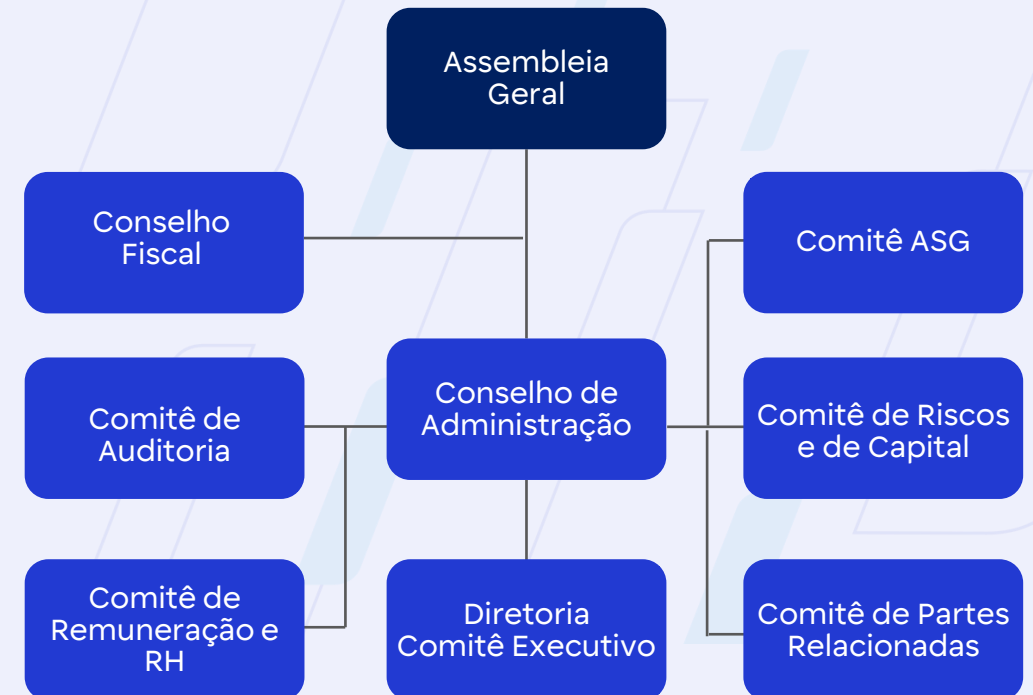 Assembleia
Geral
Conselho
Fiscal
Comitê ASG
Comitê de
Auditoria
Conselho de
Administração
Comitê de Riscos
e de Capital
Comitê de
Remuneração e
RH
Diretoria
Comitê Executivo
Comitê de Partes
Relacionadas